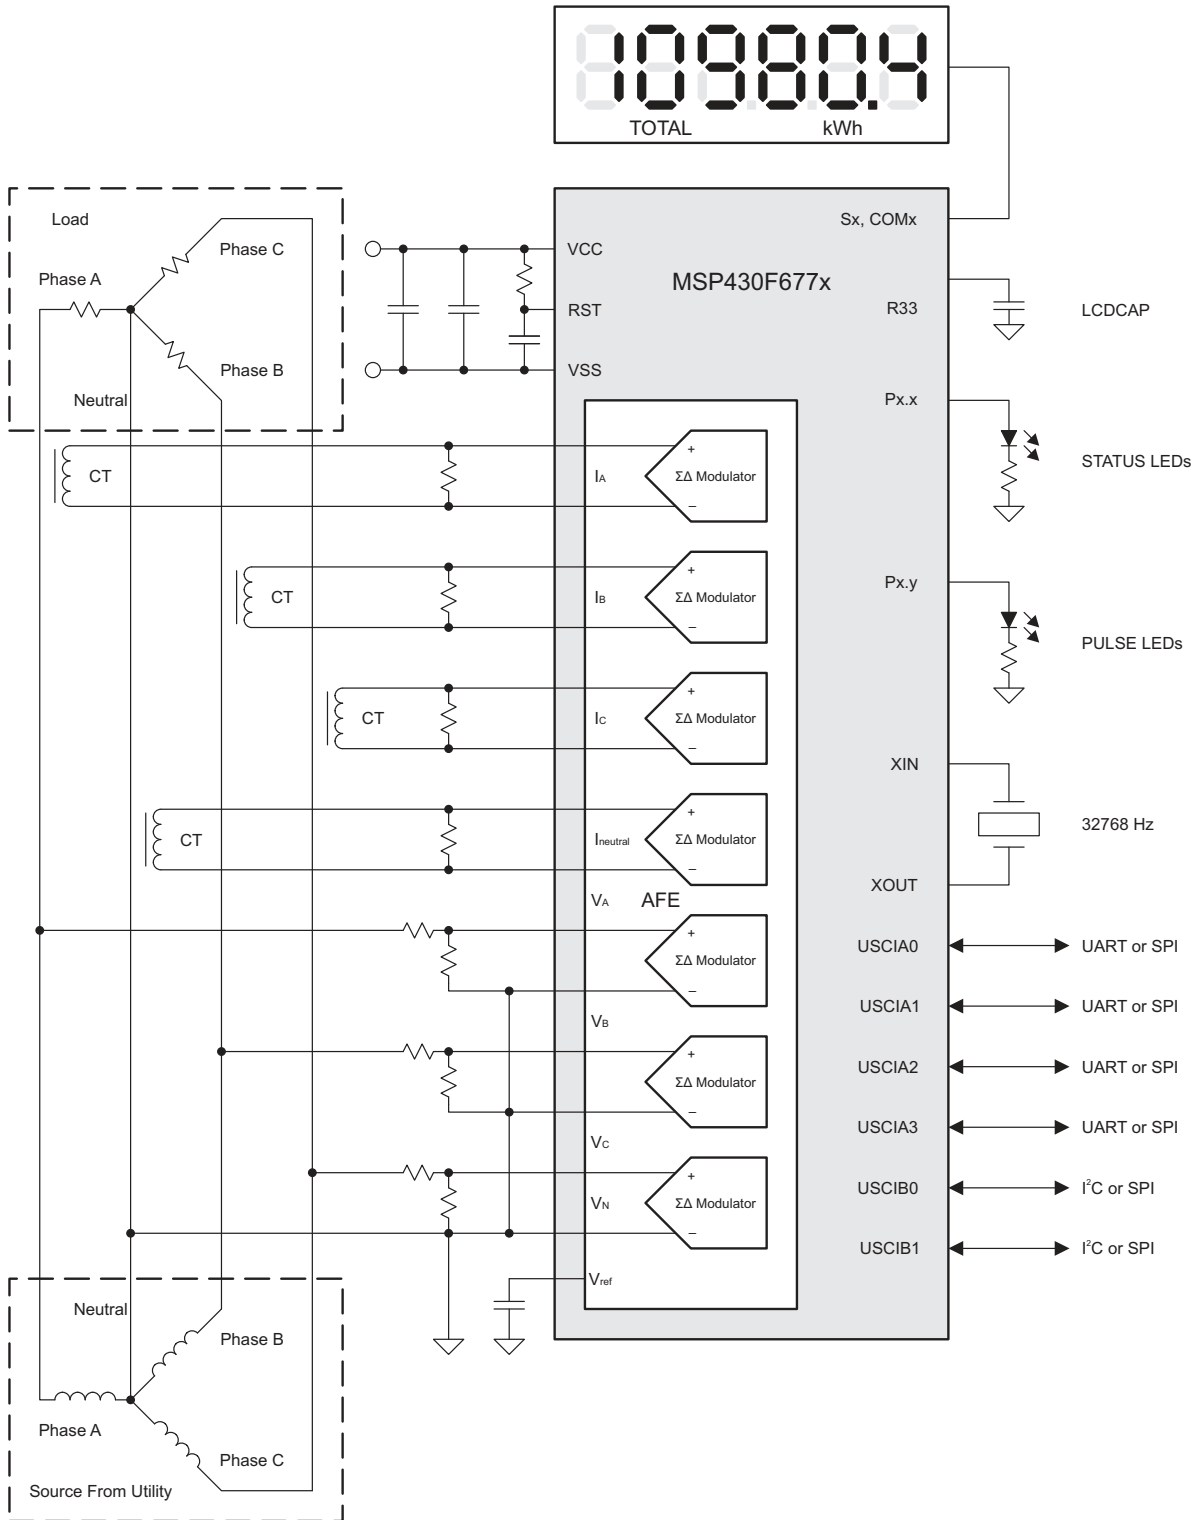 10980.4
TOTAL kWh
Load
Phase C
Phase A
Phase B
Neutral
VCC
RST
VSS
MSP430F677x
Sx, COMx
R33
LCDCAP
Px.x
STATUS LEDs
Px.y
PULSE LEDs
XIN
32768 Hz
XOUT
CT
IA
+
ΣΔ Modulator
–
CT
IB
+
ΣΔ Modulator
–
CT
IC
+
ΣΔ Modulator
–
CT
Ineutral
+
ΣΔ Modulator
–
VA
AFE
+
ΣΔ Modulator
–
VB
+
ΣΔ Modulator
–
VC
+
VN
ΣΔ Modulator
–
Vref
USCIA0
UART or SPI
USCIA1
UART or SPI
USCIA2
UART or SPI
USCIA3
UART or SPI
USCIB0
I²C or SPI
USCIB1
I²C or SPI
Neutral
Phase B
Phase A
Phase C
Source From Utility